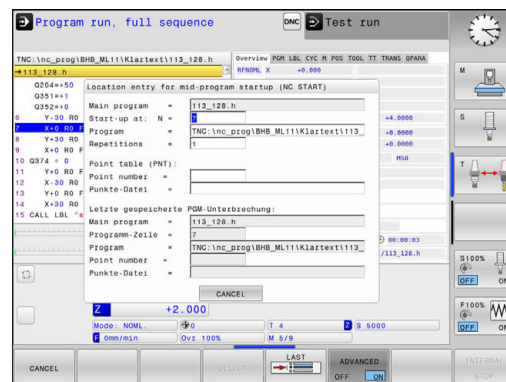 Program run, full sequence
DNC
Test run
TNC:\nc_prog\BHB_ML11\Klartext\113_128.h
→113_128.h
Overview PGM LBL CYC M POS TOOL TT TRANS QPARA
RFNOML X +0.000
Q204=+50
Q351=+1
Q352=+0
6 Y-30 R0
7 X+0 R0 F
8 Y+30 R0
9 X+0 R0 F
10 Q374 = 0
11 Y+0 R0 F
12 X-30 R0
13 Y+0 R0 F
14 X+30 R0
15 CALL LBL "s
Location entry for mid-program startup (NC START)
Main program = 113_128.h
Start-up at: N = 7
Program = TNC:\nc_prog\BHB_ML11\Klartext\113_
Repetitions = 1
Point table (PNT):
Point number =
Punkte-Datei =
Letzte gespeicherte PGM-Unterbrechung:
Main program = 113_128.h
Programm-Zeile = 7
Program = TNC:\nc_prog\BHB_ML11\Klartext\113_
Point number =
Punkte-Datei =
CANCEL
+4.0000
+0.0000
+0.0000
M50
00:00:03
/113_128.h
Z +2.000
Mode: NOML.
0
T 4
Z S 5000
F 0mm/min
Ovr 100%
M 5/9
M
S
T
S100%
OFF ON
F100%
OFF ON
CANCEL
SELECT
LAST
ADVANCED
OFF ON
INTERNAL
STOP